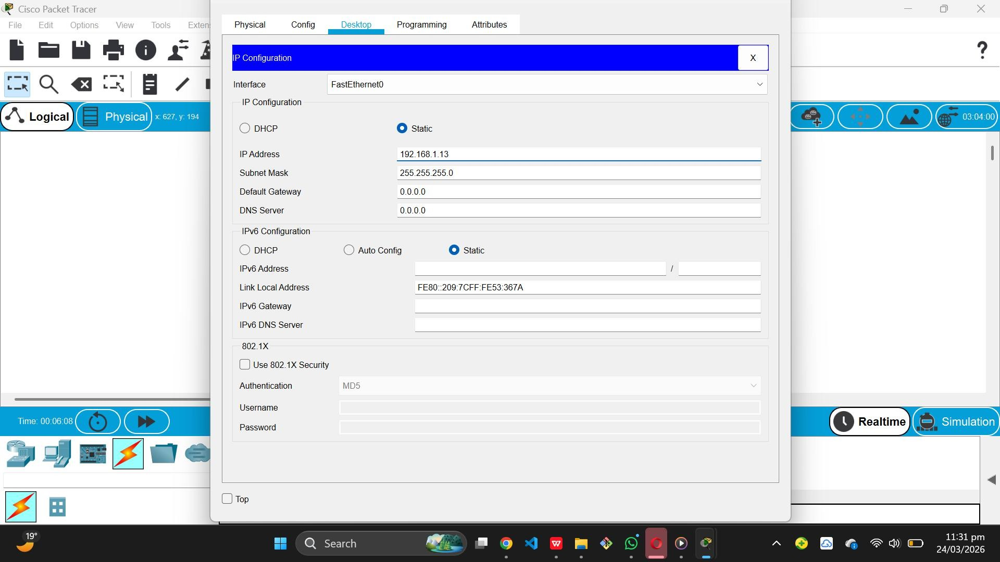 Cisco Packet Tracer
File Edit Options View Tools Exten
Physical Config Desktop Programming Attributes
IP Configuration X
Interface FastEthernet0
IP Configuration
Logical Physical x: 627, y: 194
03:04:00
DHCP Static
IP Address 192.168.1.13
Subnet Mask 255.255.255.0
Default Gateway 0.0.0.0
DNS Server 0.0.0.0
IPv6 Configuration
DHCP Auto Config Static
IPv6 Address /
Link Local Address FE80::209:7CFF:FE53:367A
IPv6 Gateway
IPv6 DNS Server
802.1X
Use 802.1X Security
Authentication MD5
Username
Password
Time: 00:06:08
Realtime Simulation
Top
19°
Search
11:31 pm
24/03/2026